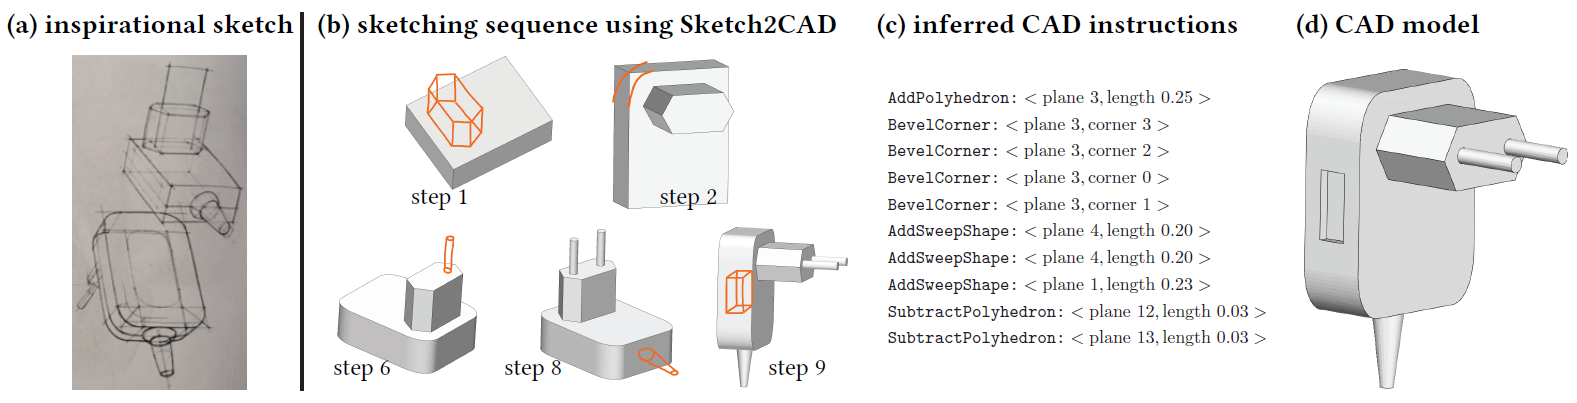 (a) inspirational sketch
(b) sketching sequence using Sketch2CAD
step 1
step 2
step 6
step 8
step 9
(c) inferred CAD instructions
AddPolyhedron: < plane 3, length 0.25 >
BevelCorner: < plane 3, corner 3 >
BevelCorner: < plane 3, corner 2 >
BevelCorner: < plane 3, corner 0 >
BevelCorner: < plane 3, corner 1 >
AddSweepShape: < plane 4, length 0.20 >
AddSweepShape: < plane 4, length 0.20 >
AddSweepShape: < plane 1, length 0.23 >
SubtractPolyhedron: < plane 12, length 0.03 >
SubtractPolyhedron: < plane 13, length 0.03 >
(d) CAD model